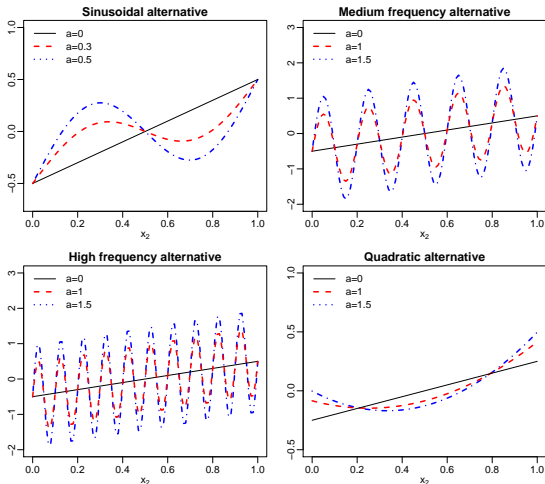 Sinusoidal alternative
1.0
0.5
0.0
−0.5
a=0
a=0.3
a=0.5
0.0 0.2 0.4 0.6 0.8 1.0
x2
Medium frequency alternative
3
2
1
0
−1
−2
a=0
a=1
a=1.5
0.0 0.2 0.4 0.6 0.8 1.0
x2
High frequency alternative
3
2
1
0
−1
−2
a=0
a=1
a=1.5
0.0 0.2 0.4 0.6 0.8 1.0
x2
Quadratic alternative
1.0
0.5
0.0
−0.5
a=0
a=1
a=1.5
0.0 0.2 0.4 0.6 0.8 1.0
x2